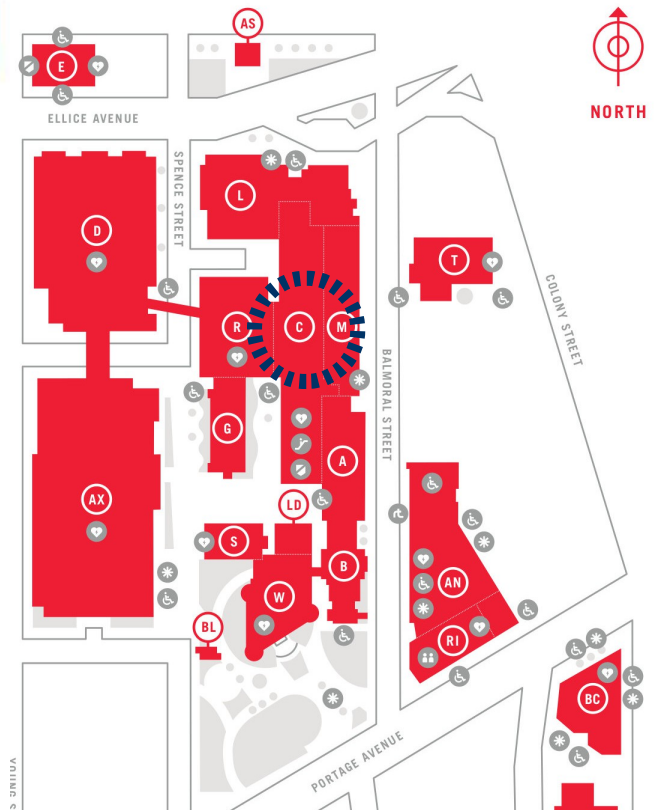 AS
E
NORTH
ELLICE AVENUE
SPENCE STREET
L
D
T
COLONY STREET
R
C
M
BALMORAL STREET
G
A
AX
LD
S
B
W
AN
BL
RI
BC
PORTAGE AVENUE